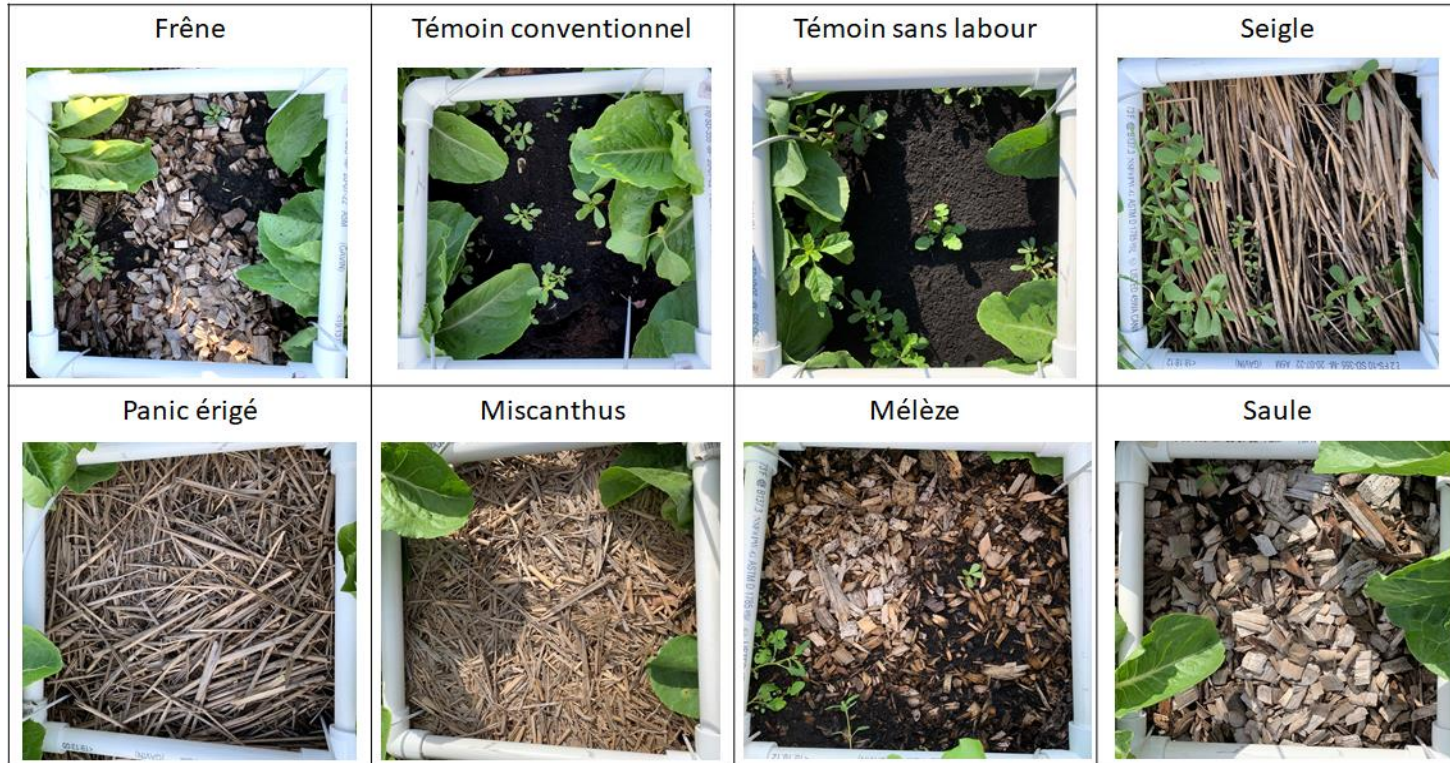 Frêne
Témoin conventionnel
Témoin sans labour
Seigle
Panic érigé
Miscanthus
Mélèze
Saule